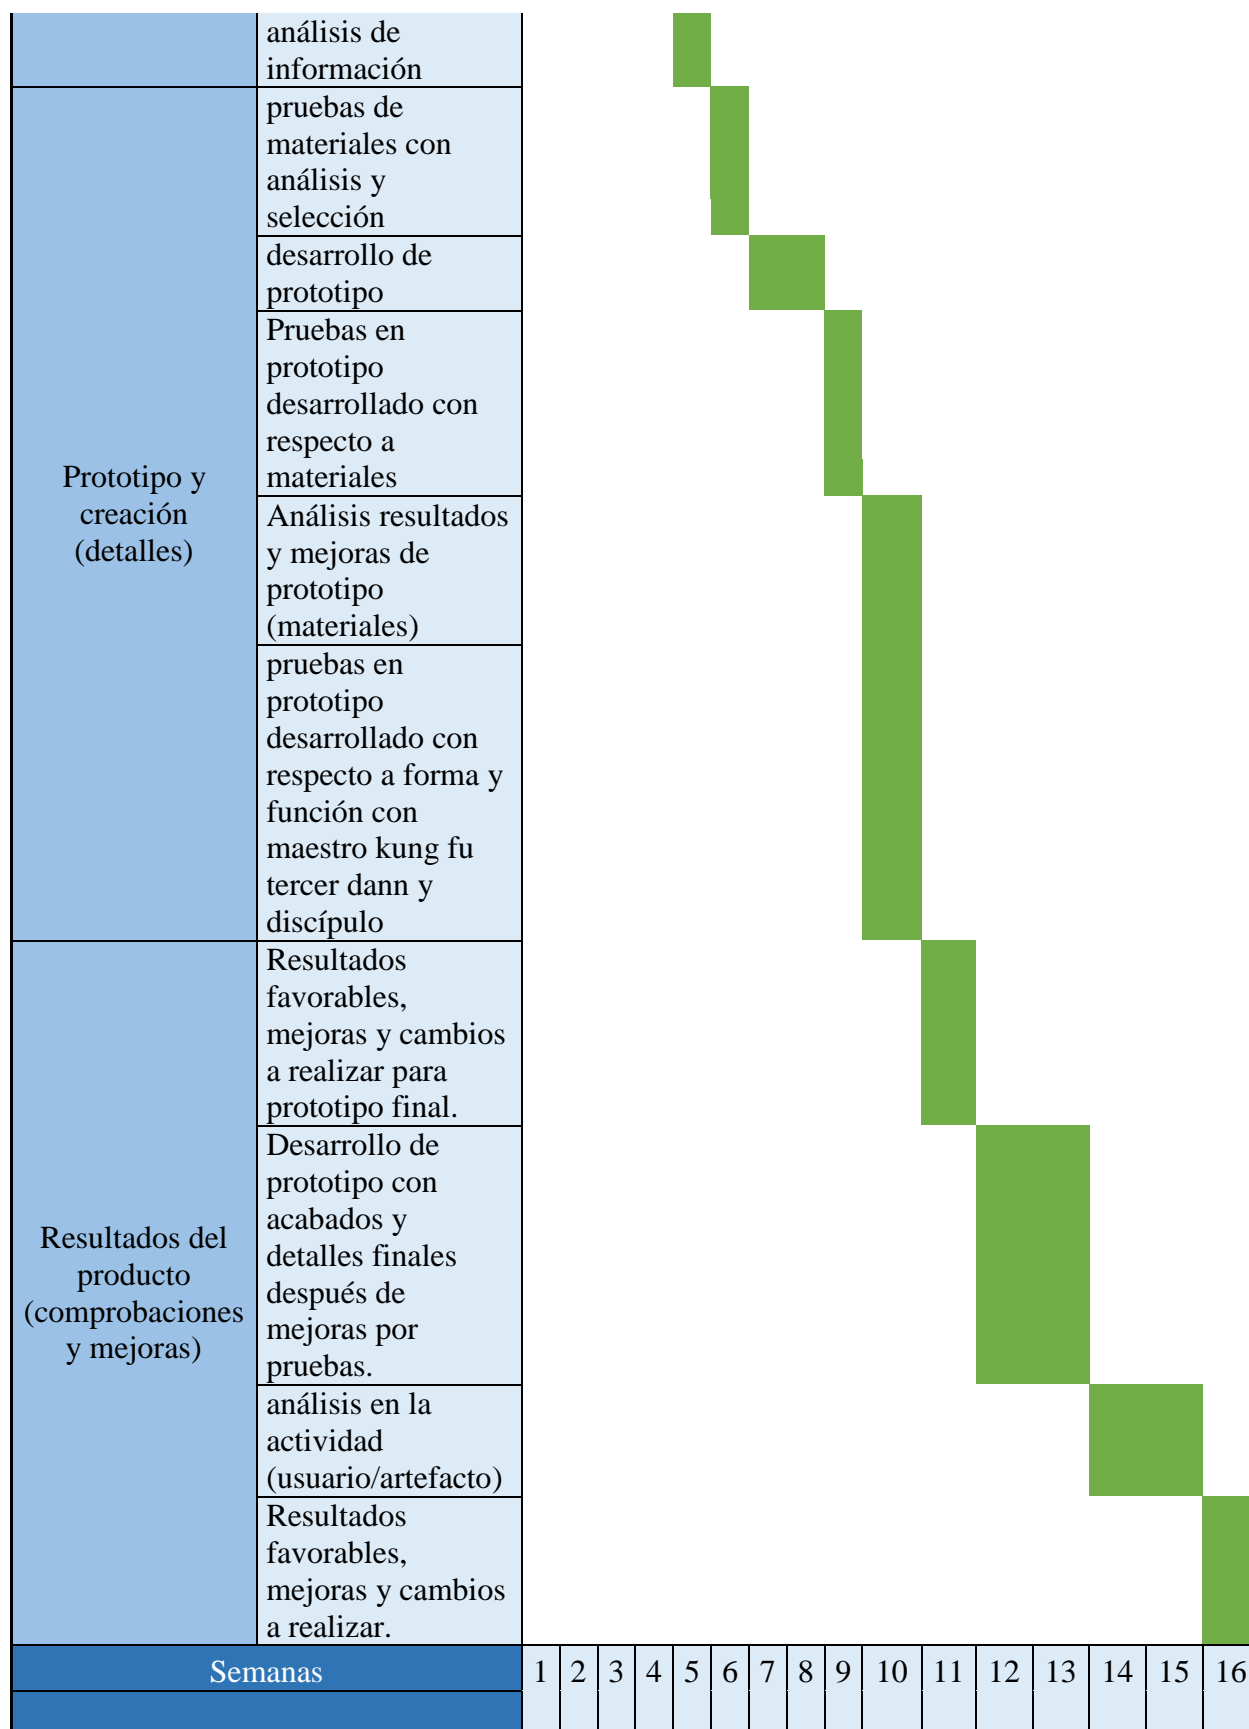 análisis de
información
pruebas de
materiales con
análisis y
selección
desarrollo de
prototipo
Pruebas en
prototipo
desarrollado con
respecto a
materiales
Prototipo y
creación
(detalles)
Análisis resultados
y mejoras de
prototipo
(materiales)
pruebas en
prototipo
desarrollado con
respecto a forma y
función con
maestro kung fu
tercer dann y
discípulo
Resultados
favorables,
mejoras y cambios
a realizar para
prototipo final.
Resultados del
producto
(comprobaciones
y mejoras)
Desarrollo de
prototipo con
acabados y
detalles finales
después de
mejoras por
pruebas.
análisis en la
actividad
(usuario/artefacto)
Resultados
favorables,
mejoras y cambios
a realizar.
Semanas 1 2 3 4 5 6 7 8 9 10 11 12 13 14 15 16